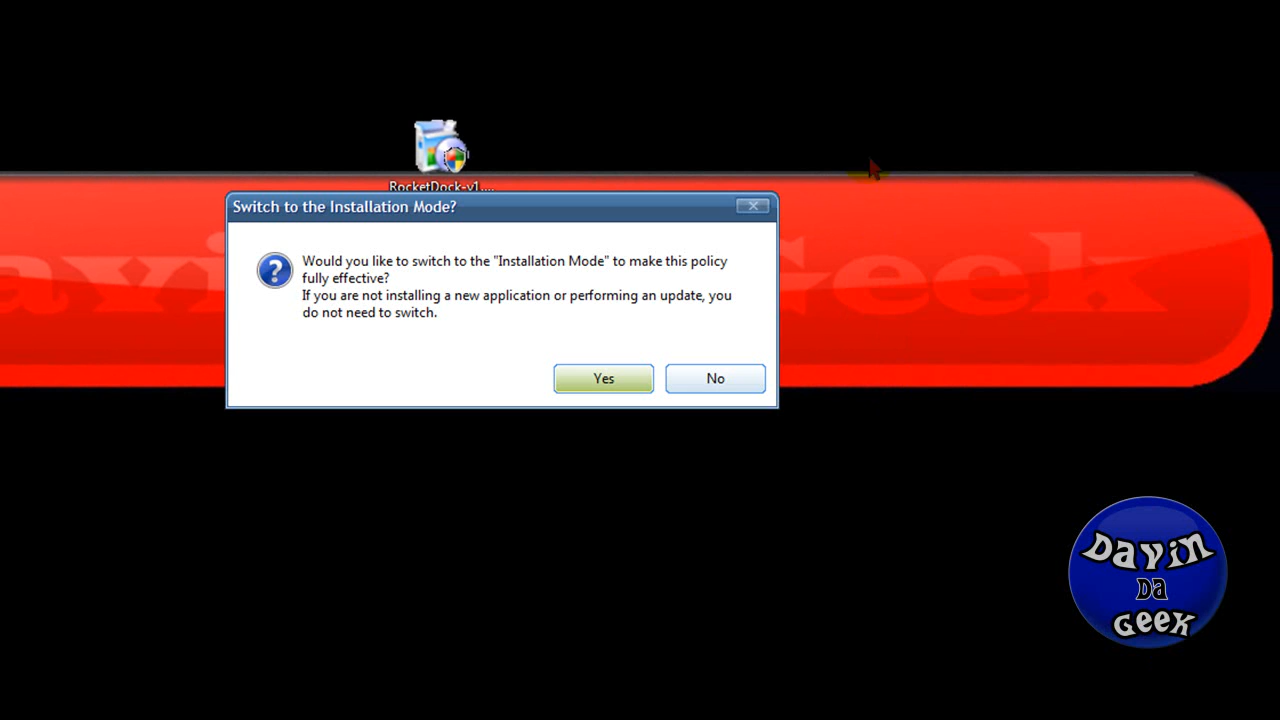 RocketDock-v1....
Switch to the Installation Mode?
Would you like to switch to the "Installation Mode" to make this policy
fully effective?
If you are not installing a new application or performing an update, you
do not need to switch.
Yes
No
Geek
Dayin
Da
Geek